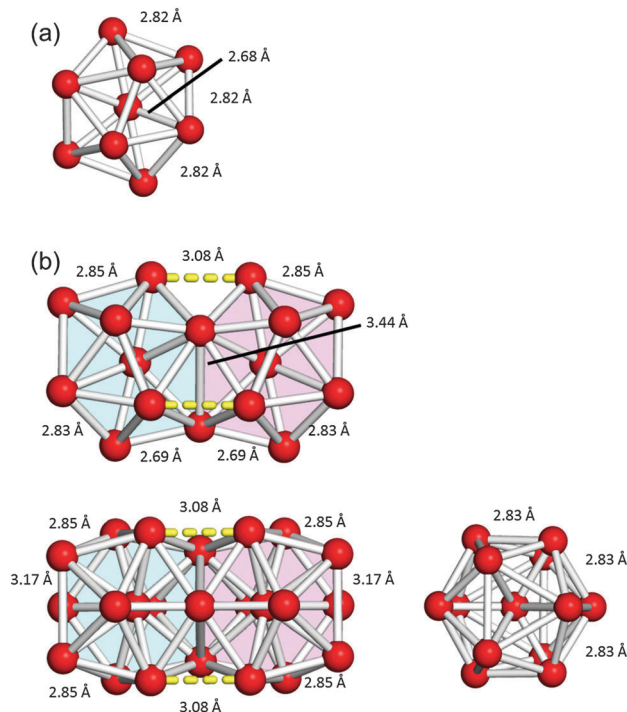 (a)
2.82 Å
2.68 Å
2.82 Å
2.82 Å
(b)
3.08 Å
2.85 Å
2.85 Å
3.44 Å
2.83 Å
2.83 Å
2.69 Å
2.69 Å
3.08 Å
2.85 Å
2.85 Å
2.83 Å
2.83 Å
3.17 Å
3.17 Å
2.83 Å
2.85 Å
2.85 Å
3.08 Å